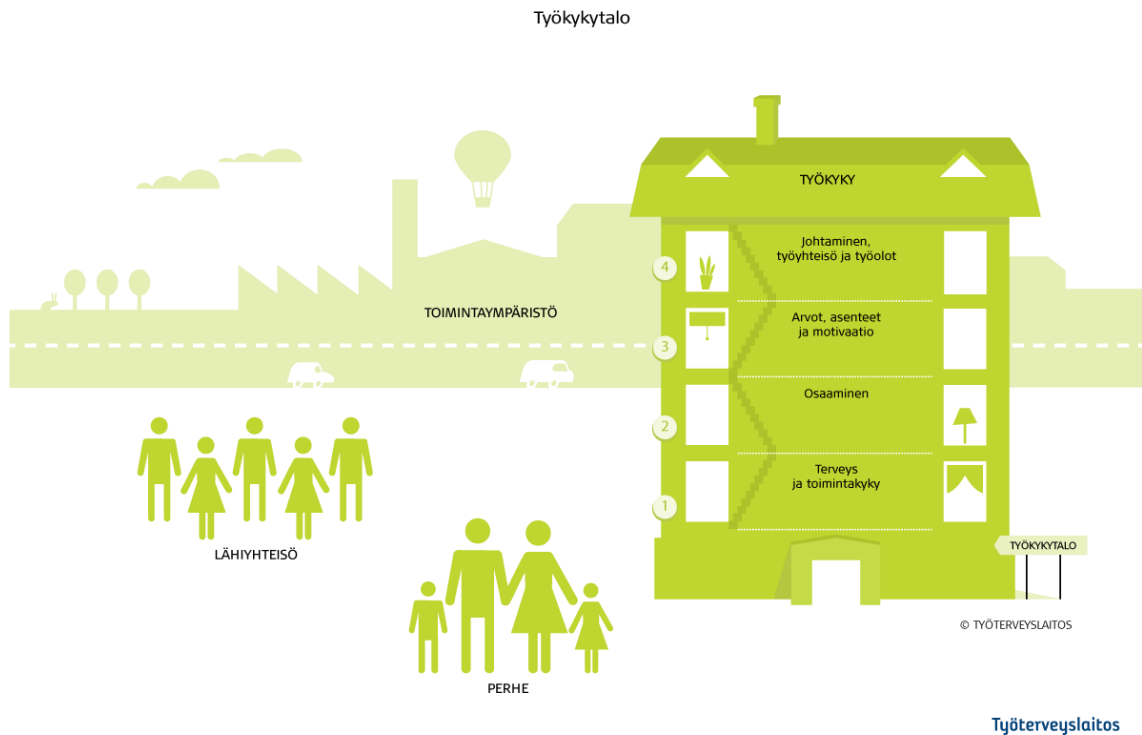 Työkykytalo
TYÖKYKY
4
Johtaminen,
työyhteisö ja työolot
3
Arvot, asenteet
ja motivaatio
2
Osaaminen
1
Terveys
ja toimintakyky
TOIMINTAYMPÄRISTÖ
LÄHIYHTEISÖ
PERHE
TYÖKYKYTALO
© TYÖTERVEYSLAITOS
Työterveyslaitos